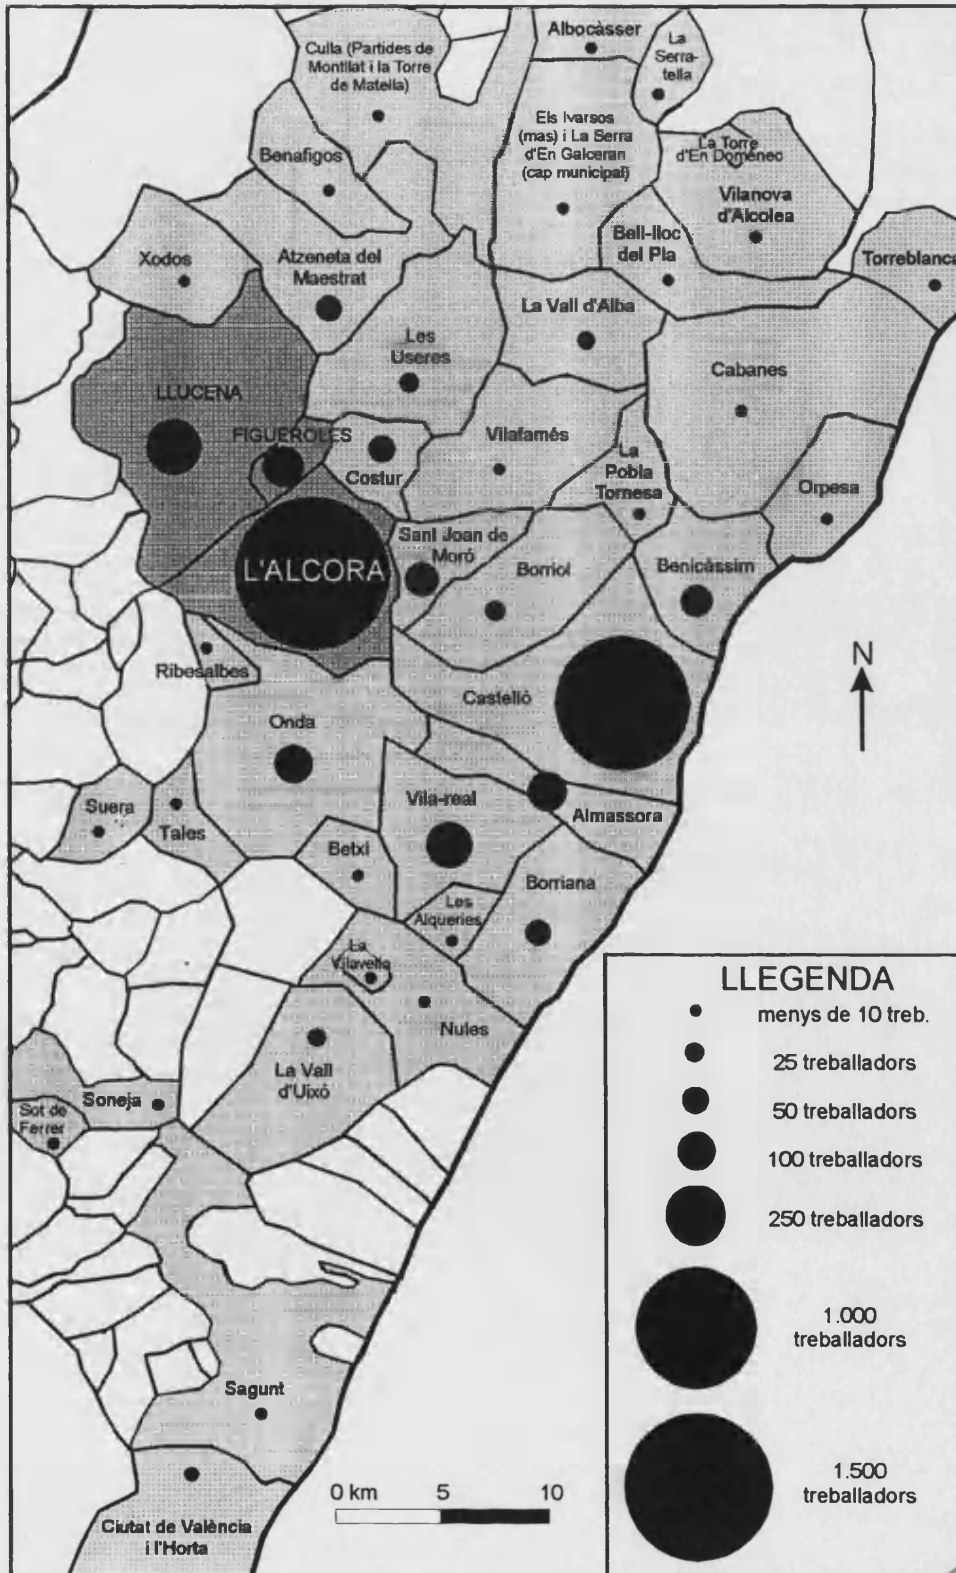 Albocàsser
La
Serra-
tella
Culla (Partides de
Montllat i la Torre
de Matella)
Els Ivarsos
(mas) i La Serra
d'En Galceran
(cap municipal)
La Torre
d'En Domènec
Benafigos
Vilanova
d'Alcolea
Bell-lloc
del Pla
Torreblanca
Xodos
Atzeneta del
Maestrat
La Vall d'Alba
Les
Useres
Cabanes
LLUCENA
FIGUEROLES
Vilafamés
Costur
La
Pobla
Tornesa
Orpesa
Sant Joan de
Moró
Borriol
Benicàssim
L'ALCORA
Ribesalbes
Castelló
N
Onda
Vila-real
Suera
Tales
Almassora
Betxí
Borriana
Les
Alqueries
La
Vilavella
Nules
La Vall
d'Uixó
Soneja
Sot de
Ferrer
Sagunt
Ciutat de València
i l'Horta
0 km 5 10
LLEGENDA
menys de 10 treb.
25 treballadors
50 treballadors
100 treballadors
250 treballadors
1.000
treballadors
1.500
treballadors